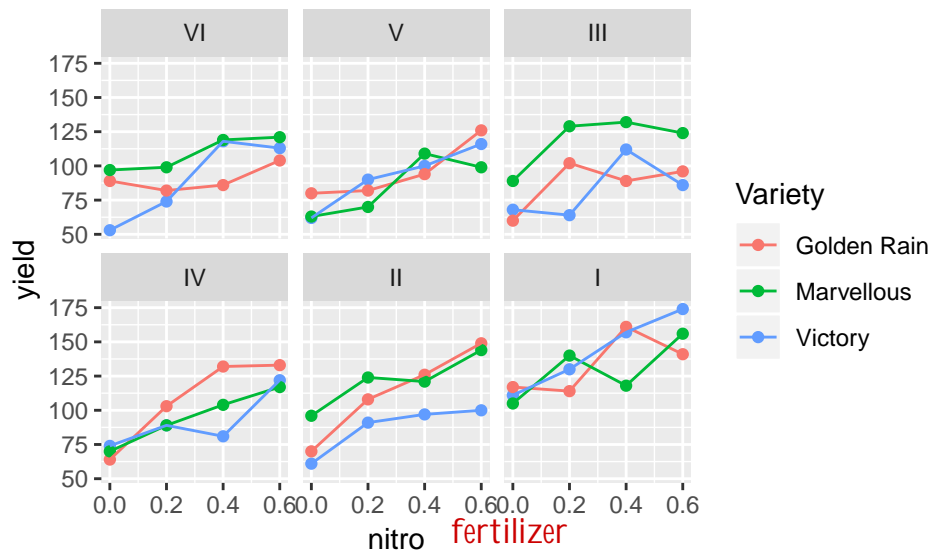 VI V III
175
150
125
100
75
50
yield
IV II I
175
150
125
100
75
50
0.0 0.2 0.4 0.6 0.0 0.2 0.4 0.6 0.0 0.2 0.4 0.6
nitro fertilizer
Variety
Golden Rain
Marvellous
Victory